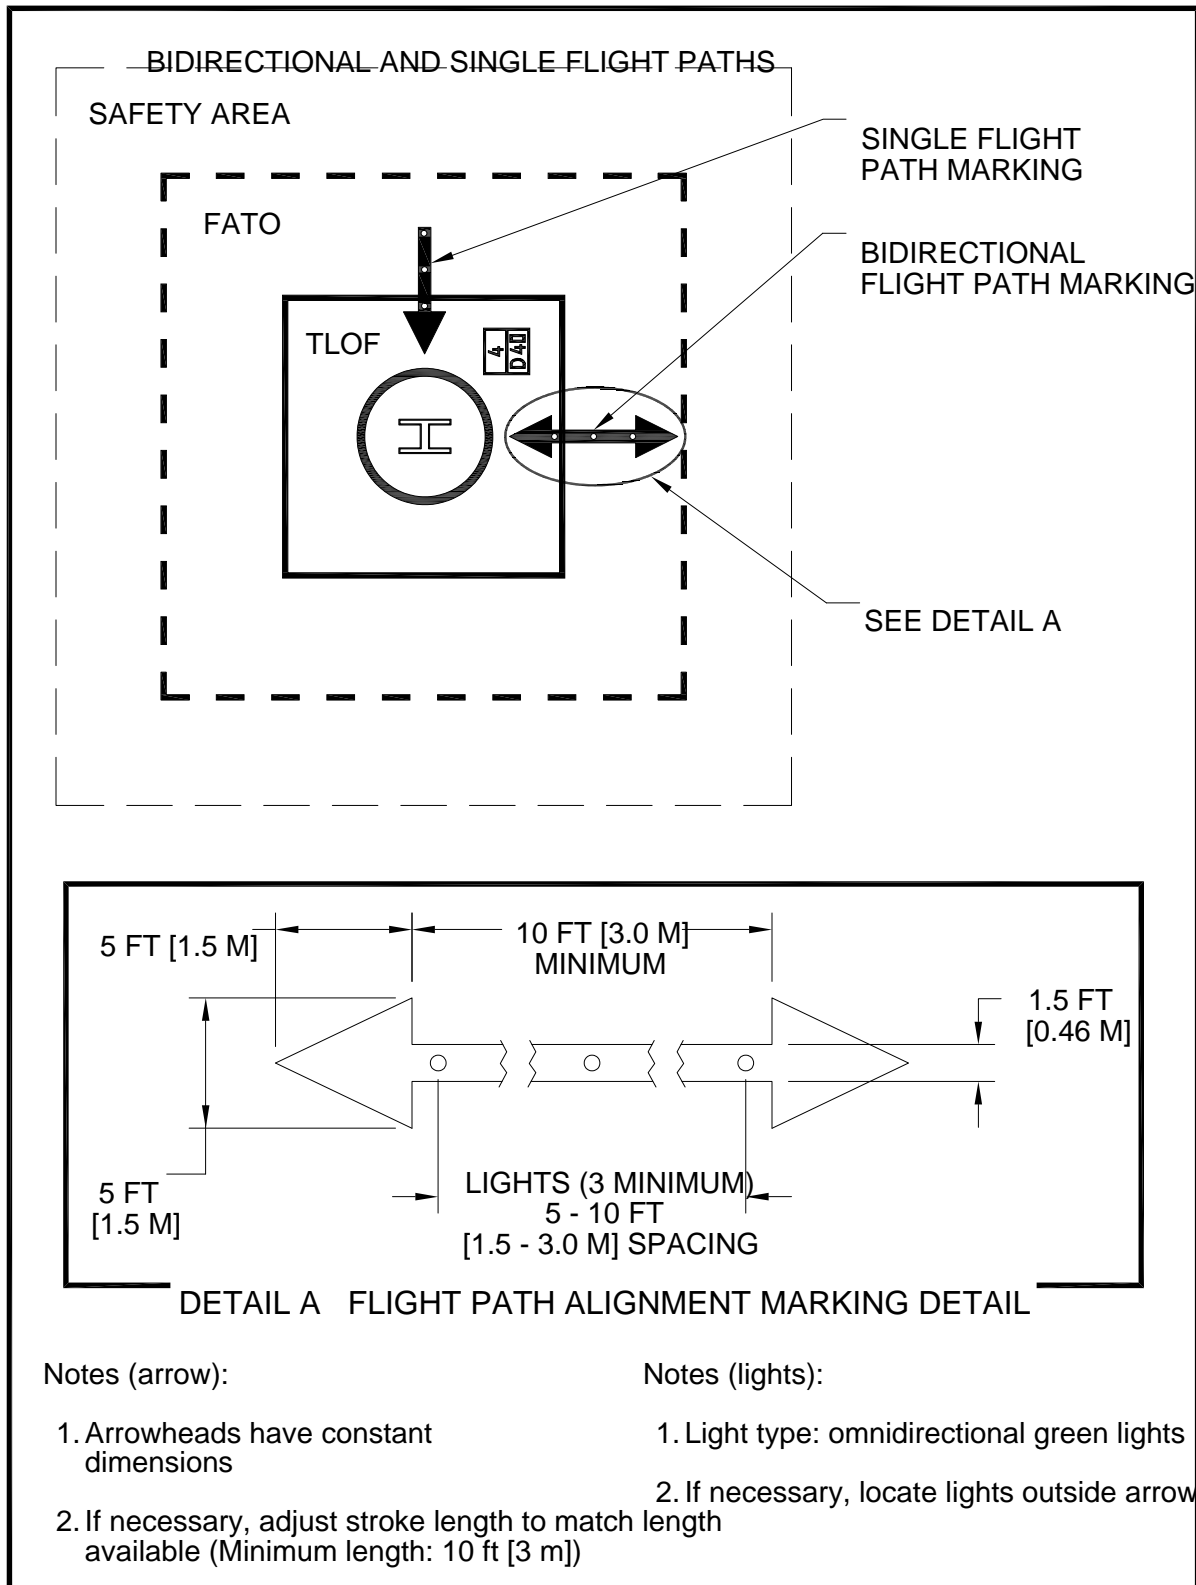 BIDIRECTIONAL AND SINGLE FLIGHT PATHS
SAFETY AREA
SINGLE FLIGHT
PATH MARKING
FATO
BIDIRECTIONAL
FLIGHT PATH MARKING
TLOF
4
D40
H
SEE DETAIL A
5 FT [1.5 M]
10 FT [3.0 M]
MINIMUM
1.5 FT
[0.46 M]
5 FT
[1.5 M]
LIGHTS (3 MINIMUM)
5 - 10 FT
[1.5 - 3.0 M] SPACING
DETAIL A FLIGHT PATH ALIGNMENT MARKING DETAIL
Notes (arrow):
1. Arrowheads have constant
dimensions
2. If necessary, adjust stroke length to match length
available (Minimum length: 10 ft [3 m])
Notes (lights):
1. Light type: omnidirectional green lights
2. If necessary, locate lights outside arrow